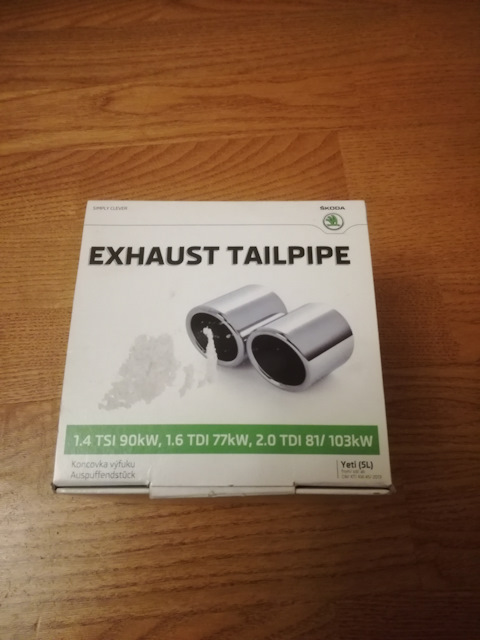 SIMPLY CLEVER
ŠKODA
EXHAUST TAILPIPE
1.4 TSI 90kW, 1.6 TDI 77kW, 2.0 TDI 81/ 103kW
Koncovka výfuku
Auspuffendstück
Yeti (5L)